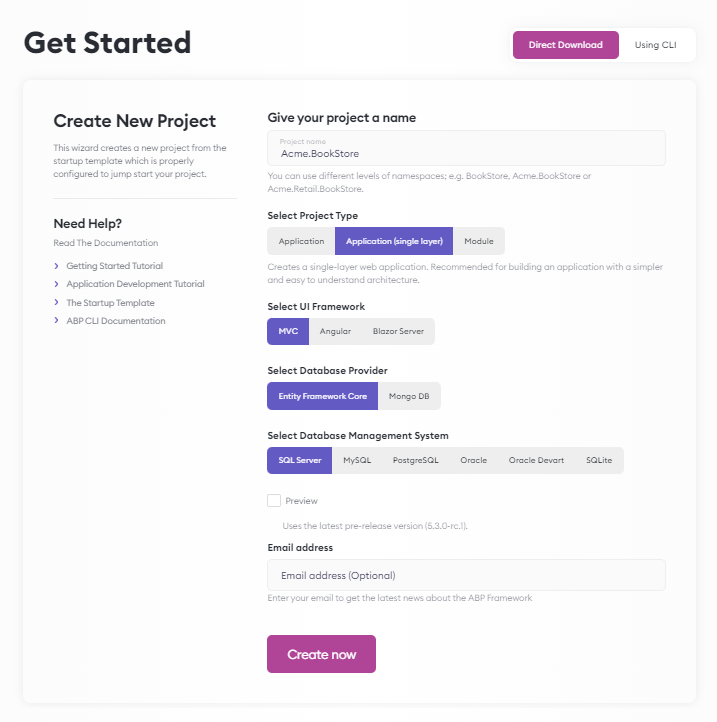 Get Started
Direct Download
Using CLI
Create New Project
This wizard creates a new project from the
startup template which is properly
configured to jump start your project.
Need Help?
Read The Documentation
Getting Started Tutorial
Application Development Tutorial
The Startup Template
ABP CLI Documentation
Give your project a name
Project name
Acme.BookStore
You can use different levels of namespaces; e.g. BookStore, Acme.BookStore or
Acme.Retail.BookStore.
Select Project Type
Application Application (single layer) Module
Creates a single-layer web application. Recommended for building an application with a simpler
and easy to understand architecture.
Select UI Framework
MVC Angular Blazor Server
Select Database Provider
Entity Framework Core Mongo DB
Select Database Management System
SQL Server MySQL PostgreSQL Oracle Oracle Devart SQLite
Preview
Uses the latest pre-release version (5.3.0-rc.1).
Email address
Email address (Optional)
Enter your email to get the latest news about the ABP Framework
Create now